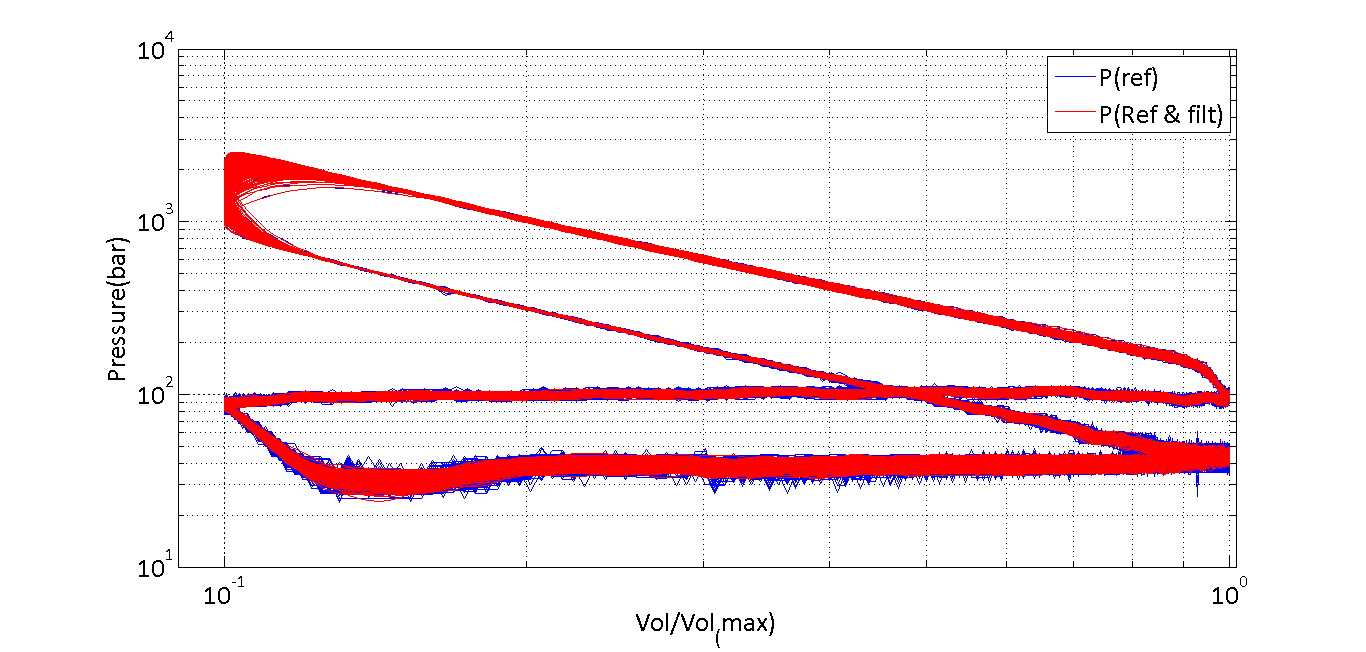 10^4
10^3
10^2
10^1
Pressure(bar)
P(ref)
P(Ref & filt)
10^-1
10^0
Vol/Vol_(max)